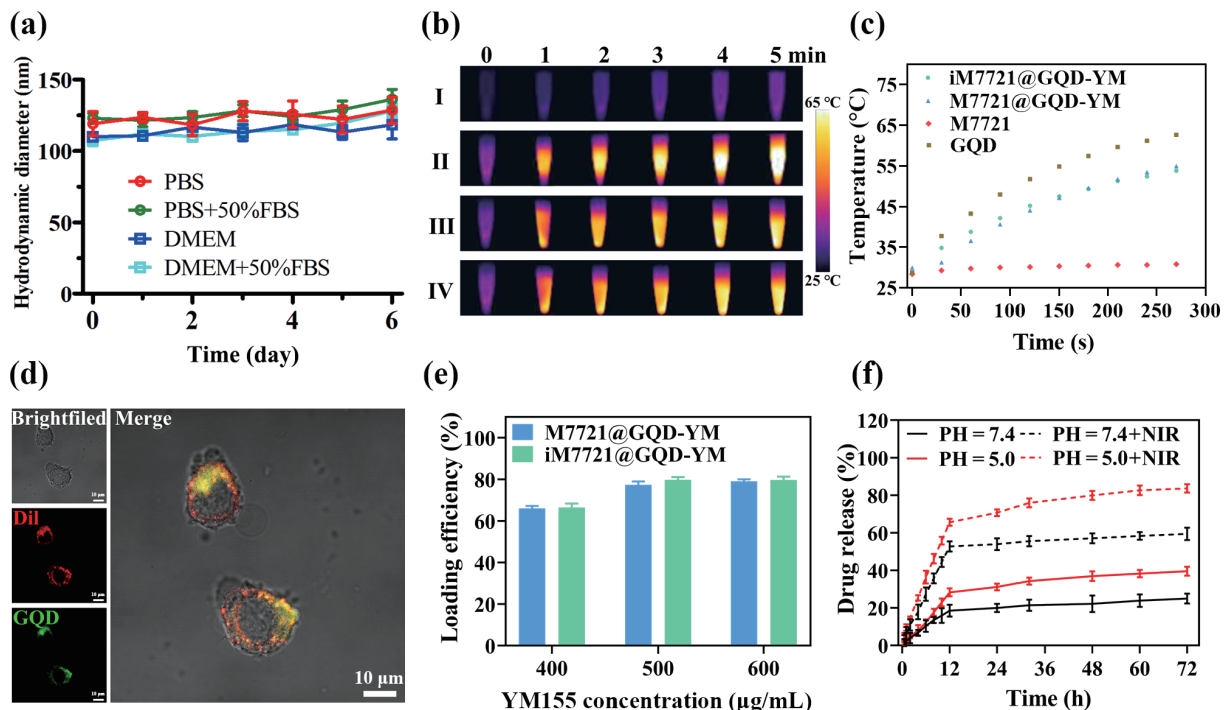 (a)
Hydrodynamic diameter (nm)
150
100
50
0
0 2 4 6
Time (day)
PBS
PBS+50%FBS
DMEM
DMEM+50%FBS
(b)
0 1 2 3 4 5 min
I
II
III
IV
65 °C
25 °C
(c)
Temperature (°C)
75
65
55
45
35
25
0 50 100 150 200 250 300
Time (s)
iM7721@GQD-YM
M7721@GQD-YM
M7721
GQD
(d)
Brightfiled
10 μm
Dil
10 μm
GQD
10 μm
Merge
10 μm
(e)
Loading efficiency (%)
100
80
60
40
20
0
400 500 600
YM155 concentration (μg/mL)
M7721@GQD-YM
iM7721@GQD-YM
(f)
Drug release (%)
120
100
80
60
40
20
0
0 12 24 36 48 60 72
Time (h)
PH = 7.4 PH = 7.4+NIR
PH = 5.0 PH = 5.0+NIR